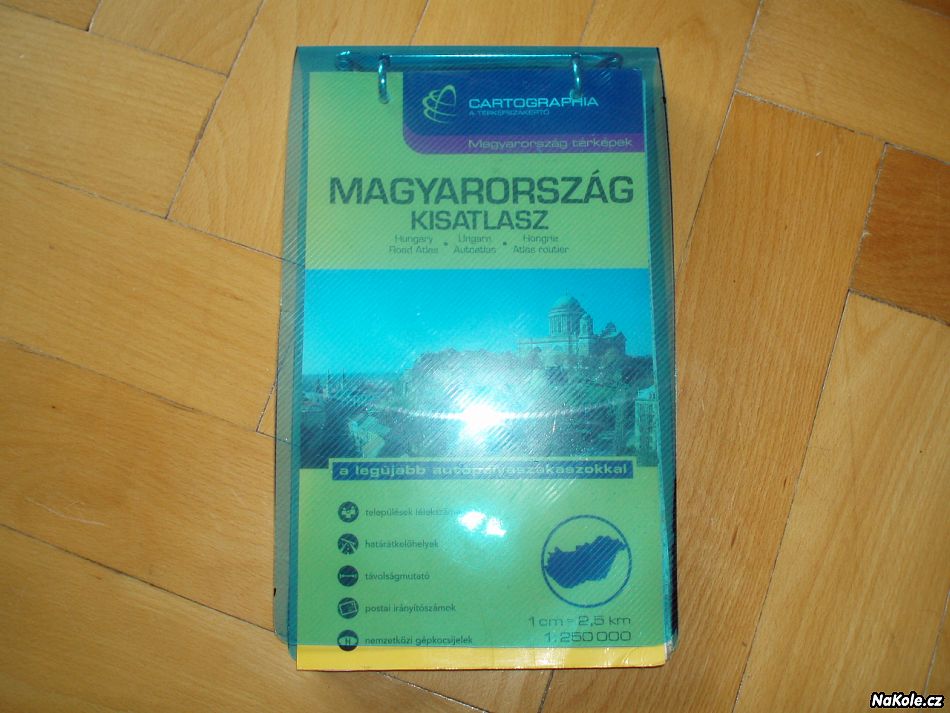 CARTOGRAPHIA
A TÉRKÉPSZAKÉRTŐ
Magyarország térképek
MAGYARORSZÁG
KISATLASZ
Hungary • Ungarn • Hongrie
Road Atlas Autoatlas Atlas routier
a legújabb autópályaszakaszokkal
települések
határátkelőhelyek
távolságmutató
postai irányítószámok
nemzetközi gépkocsijelek
1 cm = 2,5 km
1:250 000
NaKole.cz